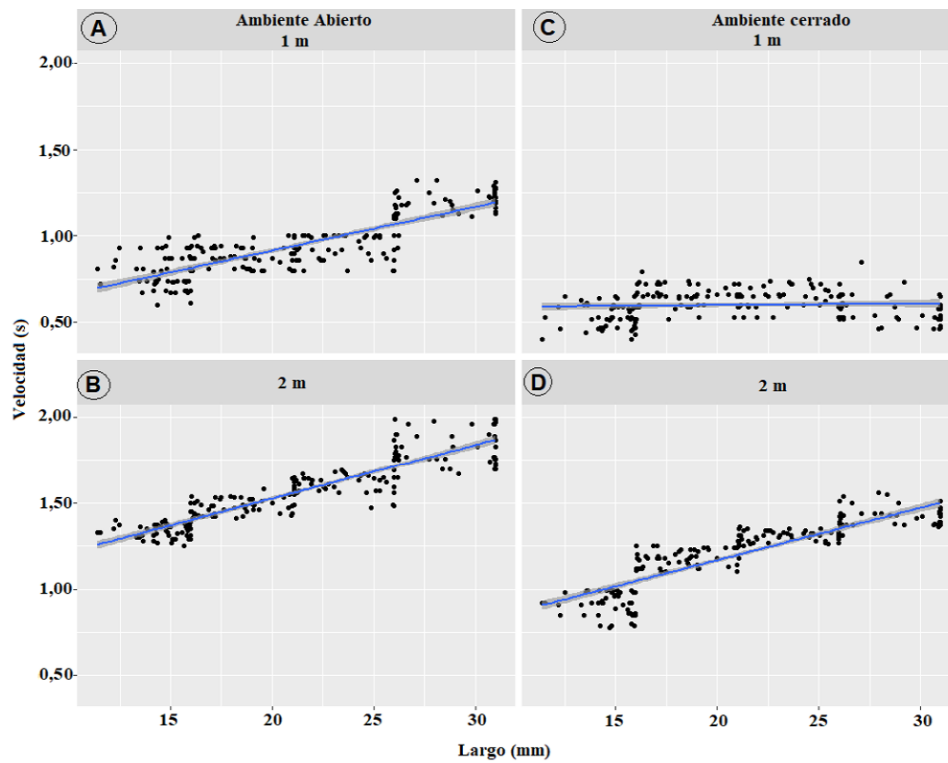 A
Ambiente Abierto
1 m
C
Ambiente cerrado
1 m
2,00
1,50
1,00
0,50
Velocidad (s)
B
2 m
D
2 m
2,00
1,50
1,00
0,50
15 20 25 30 15 20 25 30
Largo (mm)